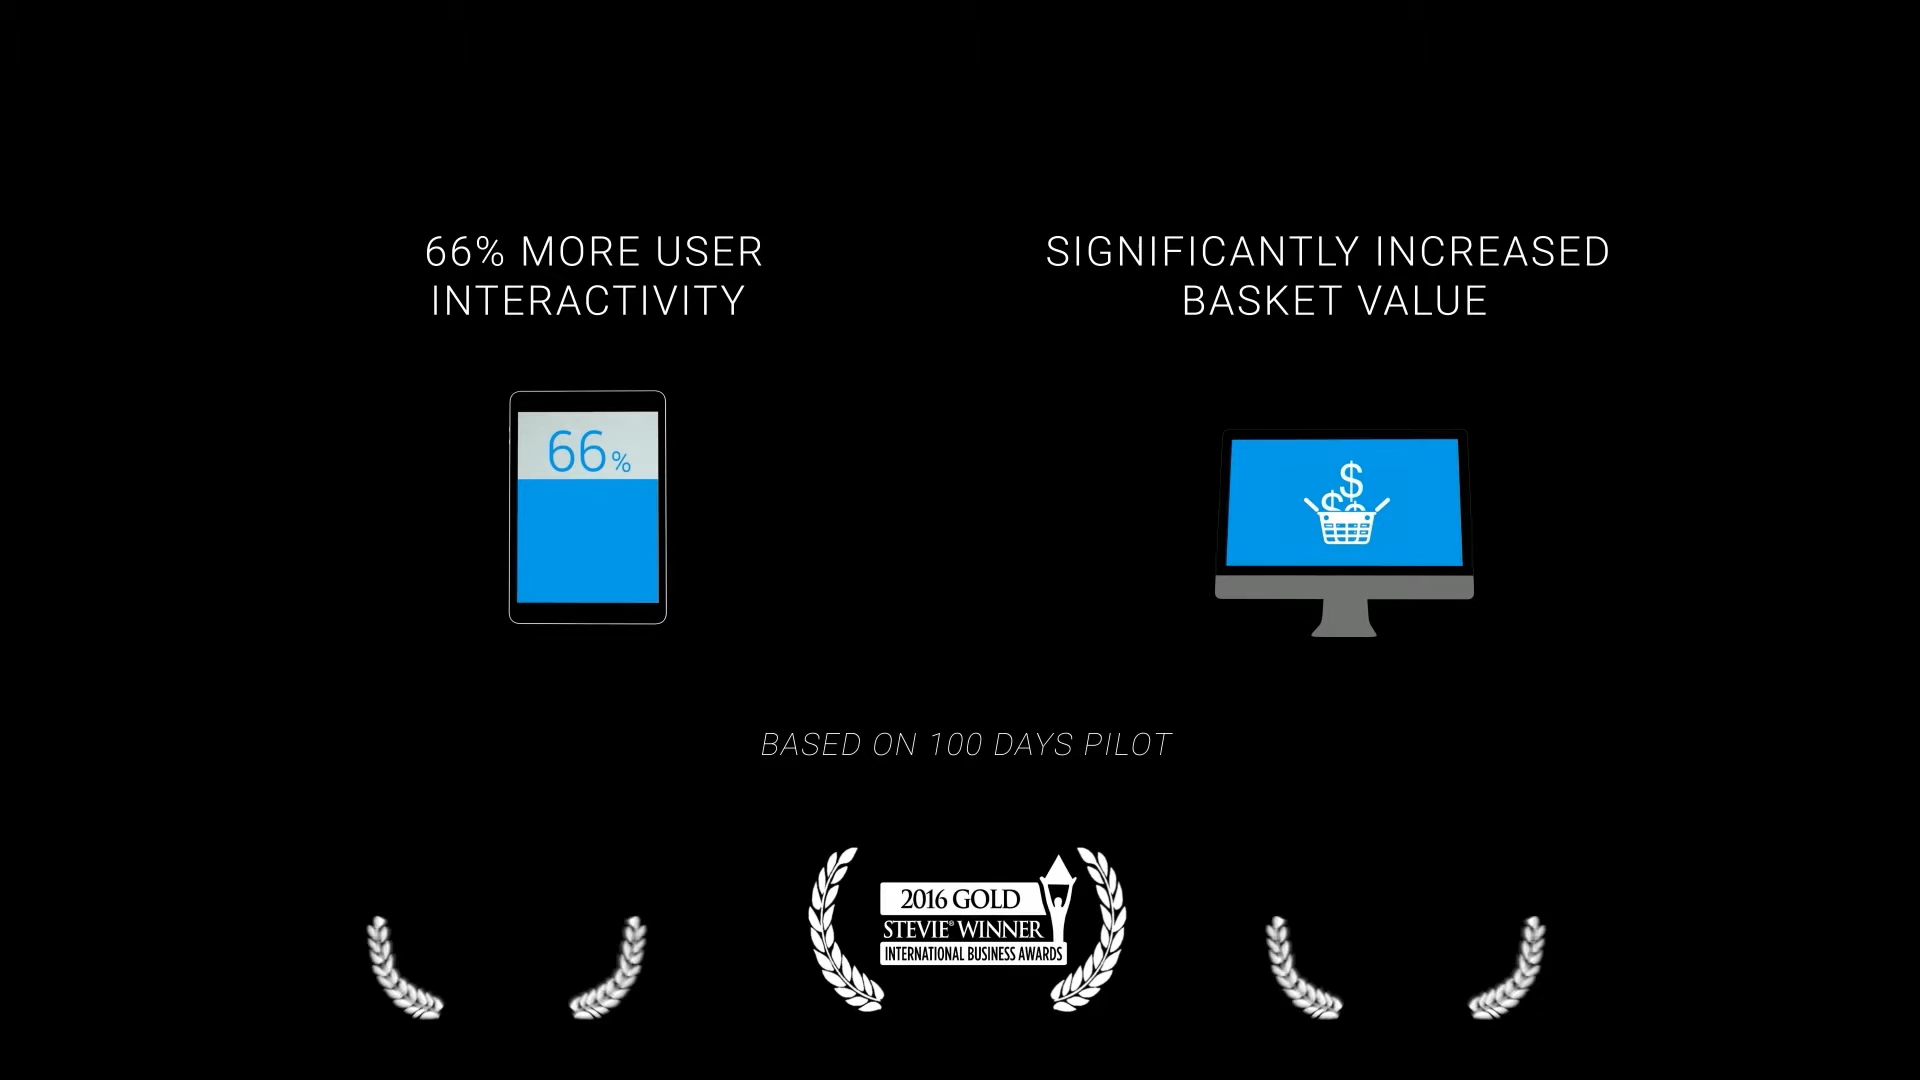 66% MORE USER
INTERACTIVITY
SIGNIFICANTLY INCREASED
BASKET VALUE
66%
$
$
BASED ON 100 DAYS PILOT
2016 GOLD
STEVIE® WINNER
INTERNATIONAL BUSINESS AWARDS